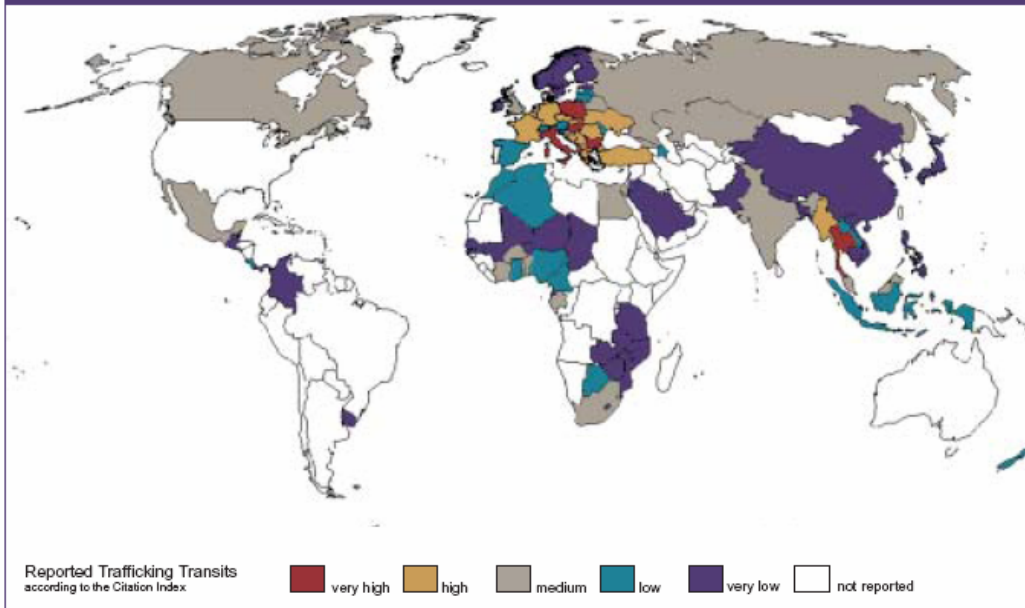 Reported Trafficking Transits
according to the Citation Index
very high
high
medium
low
very low
not reported